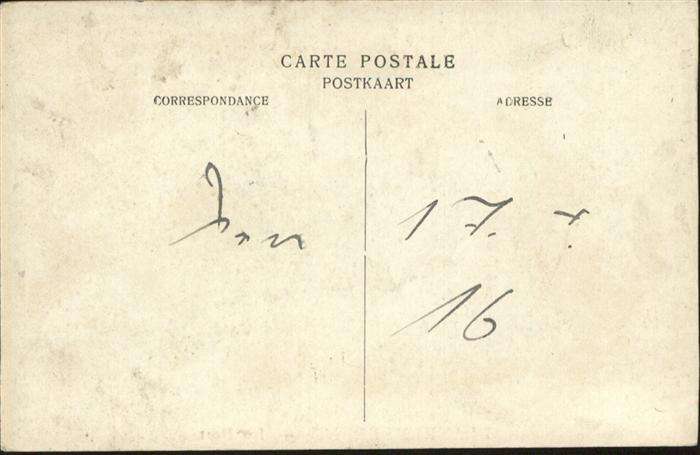 CARTE POSTALE
POSTKAART
CORRESPONDANCE
ADRESSE
17. X.
16